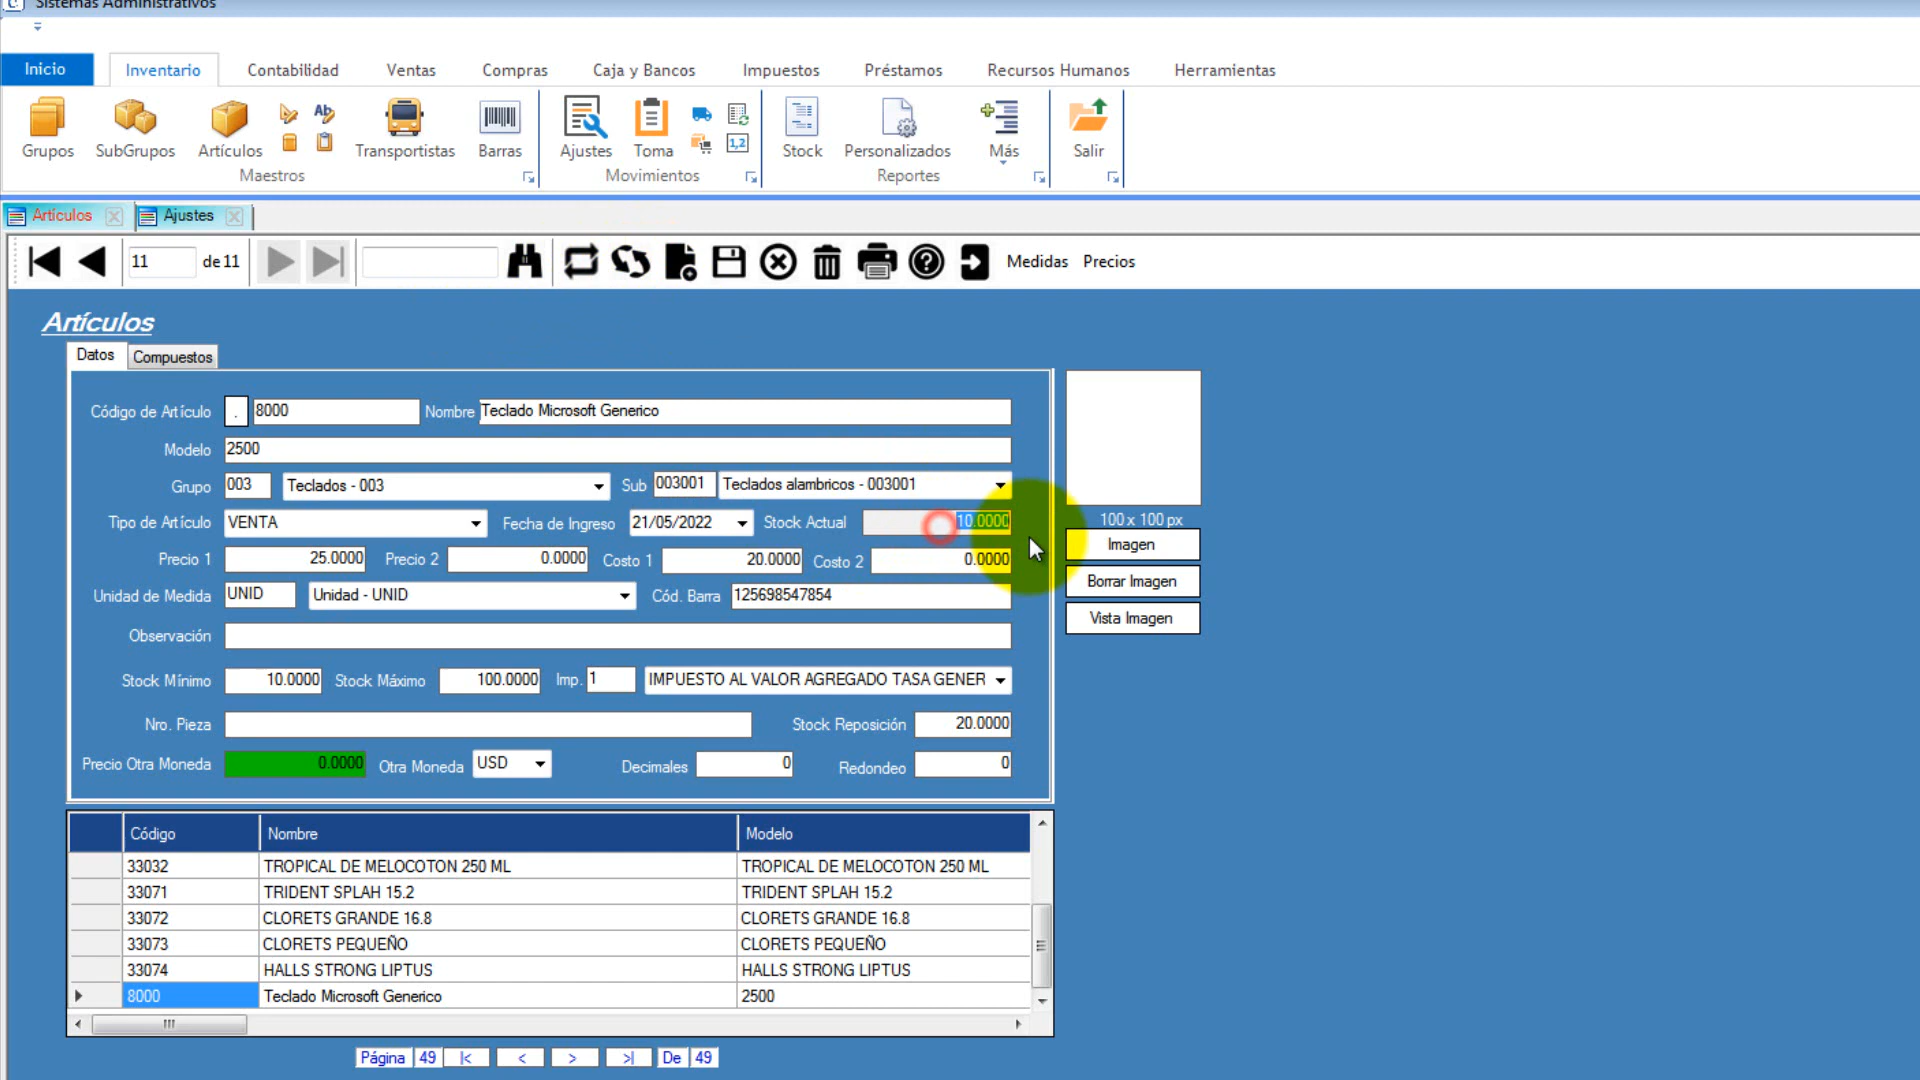 Sistemas Administrativos
Inicio Inventario Contabilidad Ventas Compras Caja y Bancos Impuestos Préstamos Recursos Humanos Herramientas
Grupos SubGrupos Artículos Transportistas Barras Ajustes Toma Stock Personalizados Más Salir
Maestros Movimientos Reportes
Artículos Ajustes
11 de 11 Medidas Precios
Artículos
Datos Compuestos
Código de Artículo . 8000 Nombre Teclado Microsoft Generico
Modelo 2500
Grupo 003 Teclados - 003 Sub 003001 Teclados alambricos - 003001
Tipo de Artículo VENTA Fecha de Ingreso 21/05/2022 Stock Actual 10.0000 100 x 100 px
Imagen
Precio 1 25.0000 Precio 2 0.0000 Costo 1 20.0000 Costo 2 0.0000
Borrar Imagen
Unidad de Medida UNID Unidad - UNID Cód. Barra 125698547854
Vista Imagen
Observación
Stock Mínimo 10.0000 Stock Máximo 100.0000 Imp. 1 IMPUESTO AL VALOR AGREGADO TASA GENER
Nro. Pieza Stock Reposición 20.0000
Precio Otra Moneda 0.0000 Otra Moneda USD Decimales 0 Redondeo 0
Código Nombre Modelo
33032 TROPICAL DE MELOCOTON 250 ML TROPICAL DE MELOCOTON 250 ML
33071 TRIDENT SPLAH 15.2 TRIDENT SPLAH 15.2
33072 CLORETS GRANDE 16.8 CLORETS GRANDE 16.8
33073 CLORETS PEQUEÑO CLORETS PEQUEÑO
33074 HALLS STRONG LIPTUS HALLS STRONG LIPTUS
8000 Teclado Microsoft Generico 2500
Página 49 |< < > >| De 49